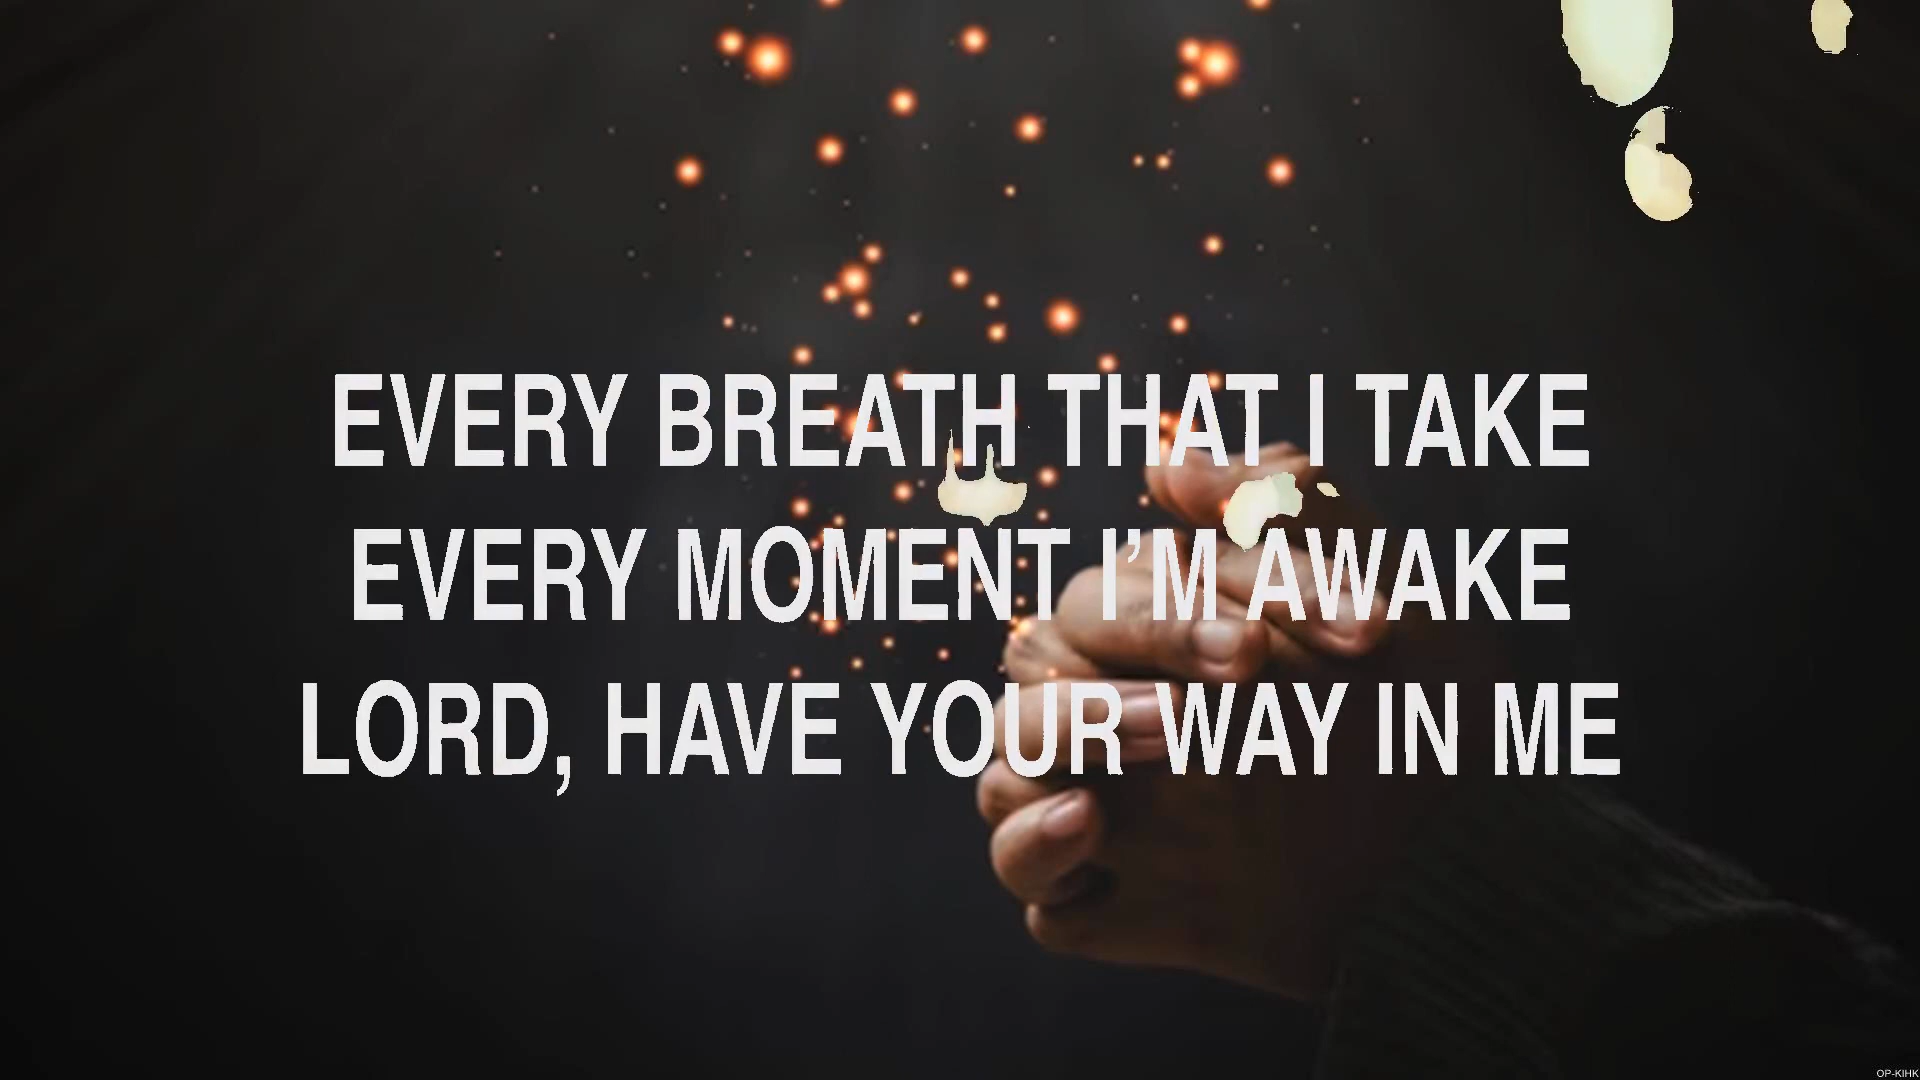 EVERY BREATH THAT I TAKE
EVERY MOMENT I’M AWAKE
LORD, HAVE YOUR WAY IN ME
OP-KIHK